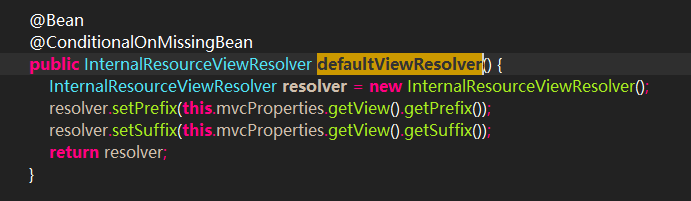 @Bean
@ConditionalOnMissingBean
public InternalResourceViewResolver defaultViewResolver() {
InternalResourceViewResolver resolver = new InternalResourceViewResolver();
resolver.setPrefix(this.mvcProperties.getView().getPrefix());
resolver.setSuffix(this.mvcProperties.getView().getSuffix());
return resolver;
}